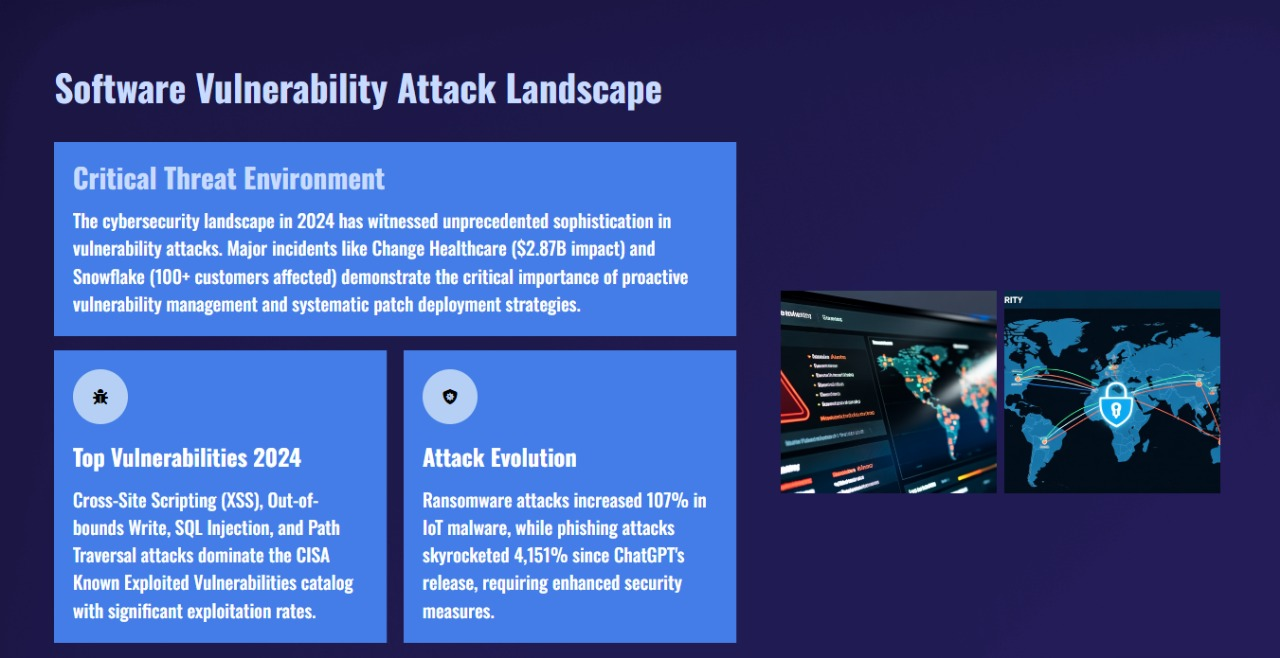 Software Vulnerability Attack Landscape
Critical Threat Environment
The cybersecurity landscape in 2024 has witnessed unprecedented sophistication in
vulnerability attacks. Major incidents like Change Healthcare ($2.87B impact) and
Snowflake (100+ customers affected) demonstrate the critical importance of proactive
vulnerability management and systematic patch deployment strategies.
Top Vulnerabilities 2024
Cross-Site Scripting (XSS), Out-of-
bounds Write, SQL Injection, and Path
Traversal attacks dominate the CISA
Known Exploited Vulnerabilities catalog
with significant exploitation rates.
Attack Evolution
Ransomware attacks increased 107% in
IoT malware, while phishing attacks
skyrocketed 4,151% since ChatGPT's
release, requiring enhanced security
measures.
RITY